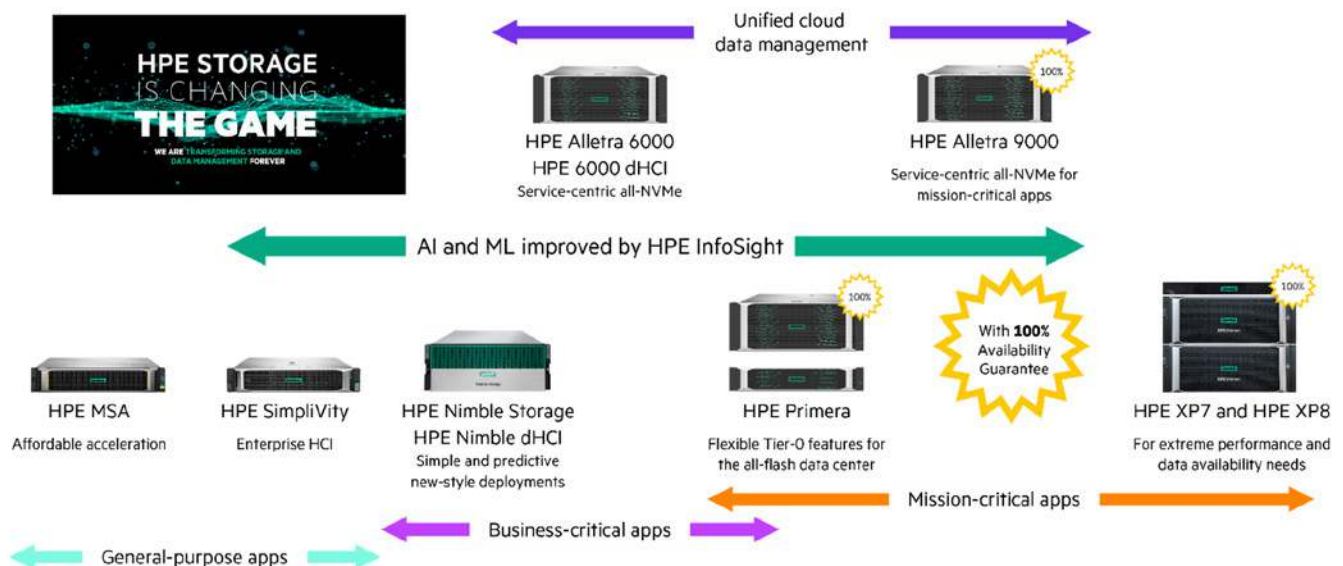 HPE STORAGE
IS CHANGING
THE GAME
WE ARE TRANSFORMING STORAGE AND
DATA MANAGEMENT FOREVER
Unified cloud
data management
100%
HPE Alletra 6000
HPE 6000 dHCI
Service-centric all-NVMe
HPE Alletra 9000
Service-centric all-NVMe for
mission-critical apps
AI and ML improved by HPE InfoSight
100%
With 100%
Availability
Guarantee
100%
HPE MSA
Affordable acceleration
HPE SimpliVity
Enterprise HCI
HPE Nimble Storage
HPE Nimble dHCI
Simple and predictive
new-style deployments
HPE Primera
Flexible Tier-0 features for
the all-flash data center
HPE XP7 and HPE XP8
For extreme performance and
data availability needs
Mission-critical apps
Business-critical apps
General-purpose apps